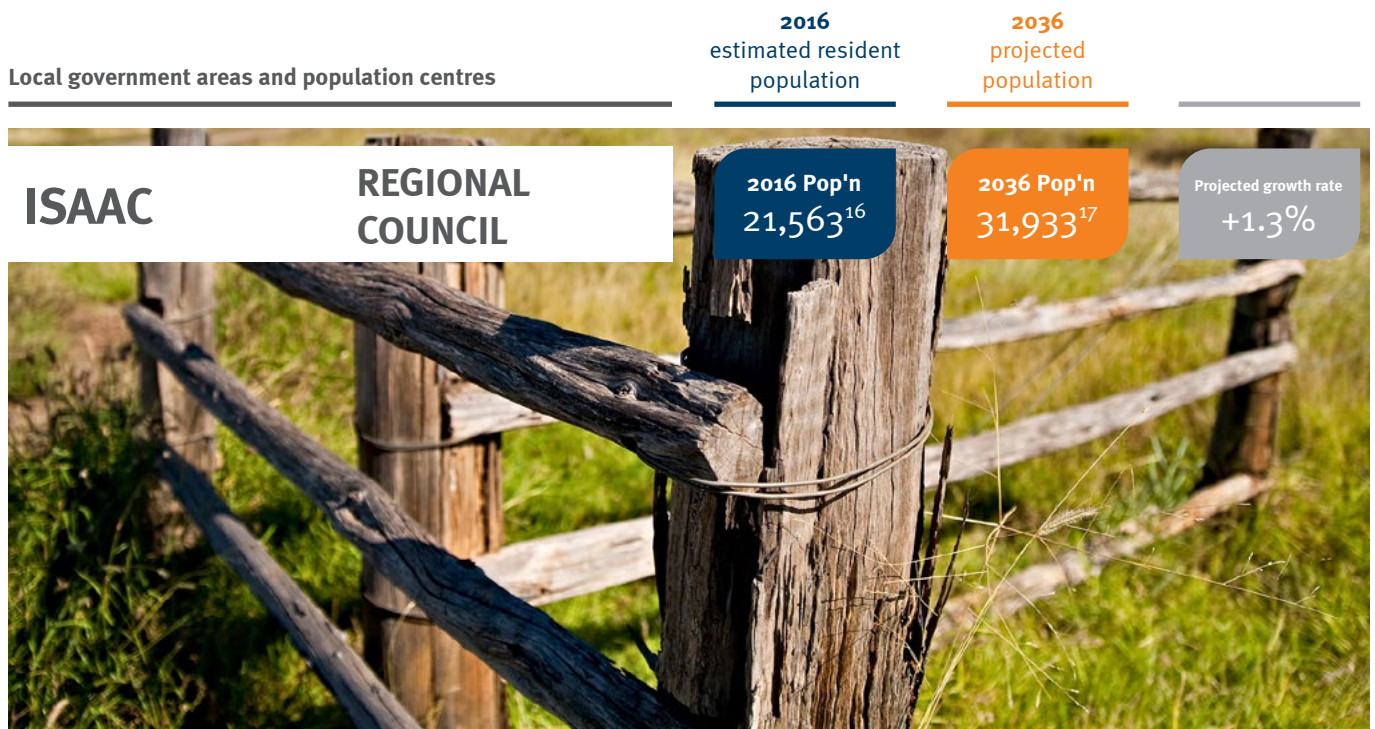 2016
estimated resident
population
2036
projected
population
Local government areas and population centres
ISAAC
REGIONAL
COUNCIL
2016 Pop'n
21,563¹⁶
2036 Pop'n
31,933¹⁷
Projected growth rate
+1.3%